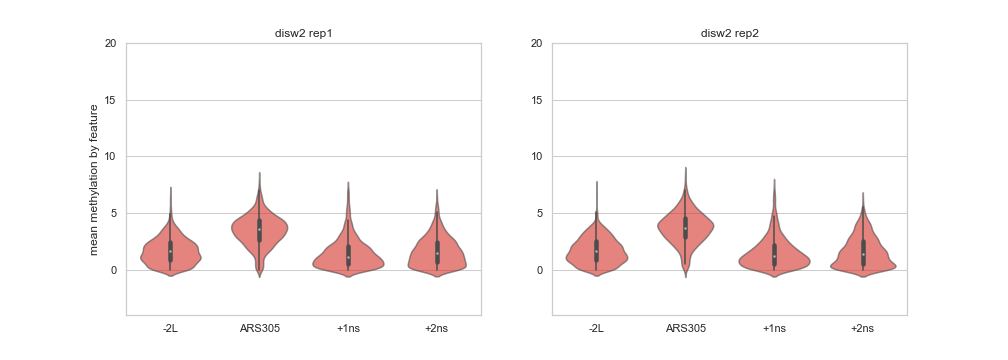 disw2 rep1
disw2 rep2
mean methylation by feature
20
15
10
5
0
20
15
10
5
0
-2L
ARS305
+1ns
+2ns
-2L
ARS305
+1ns
+2ns